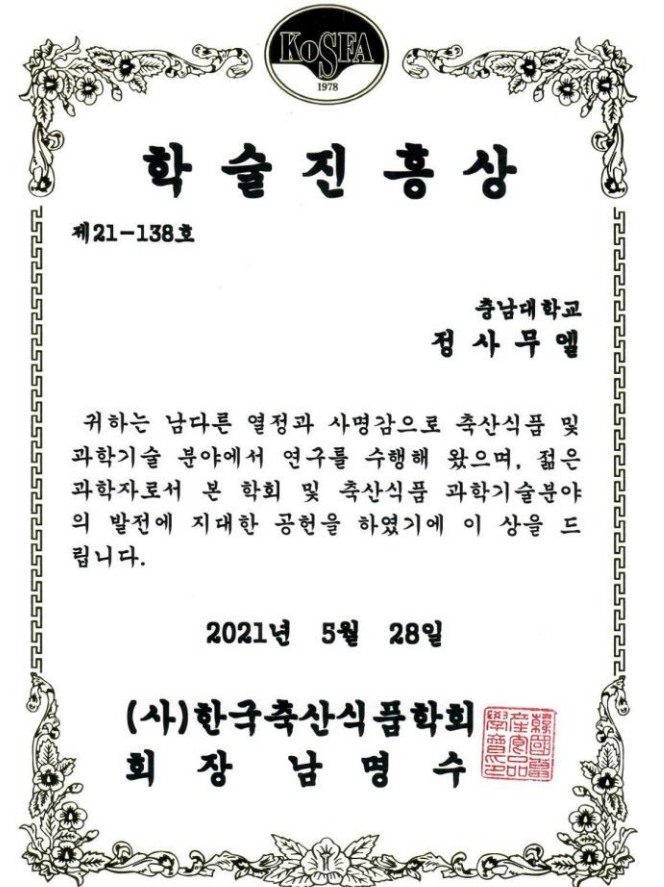 KoSFA
1978
학 술 진 흥 상
제21-138호
충남대학교
정 사 무 엘
귀하는 남다른 열정과 사명감으로 축산식품 및
과학기술 분야에서 연구를 수행해 왔으며, 젊은
과학자로서 본 학회 및 축산식품 과학기술분야
의 발전에 지대한 공헌을 하였기에 이 상을 드
립니다.
2021년 5월 28일
(사)한국축산식품학회
회 장 남 명 수